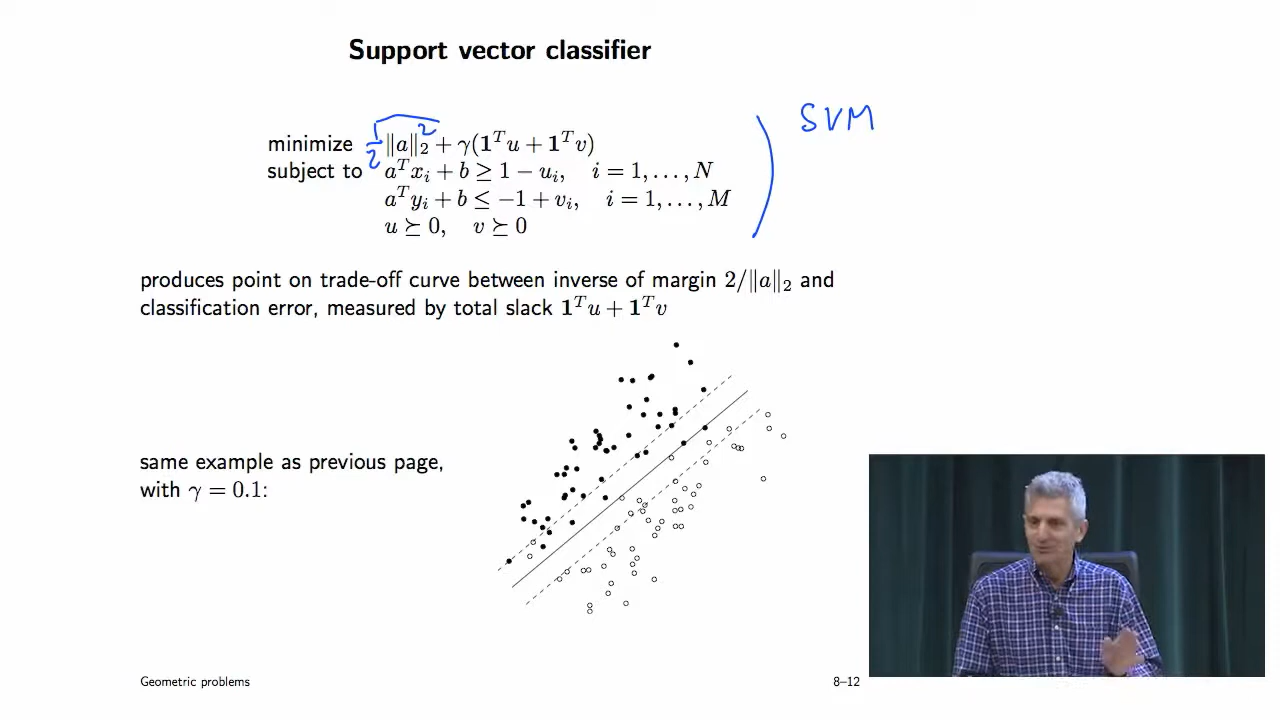 Support vector classifier
SVM
minimize ½‖a‖₂² + γ(1ᵀu + 1ᵀv)
subject to aᵀxᵢ + b ≥ 1 − uᵢ, i = 1, . . . , N
aᵀyᵢ + b ≤ −1 + vᵢ, i = 1, . . . , M
u ⪰ 0, v ⪰ 0
produces point on trade-off curve between inverse of margin 2/‖a‖₂ and
classification error, measured by total slack 1ᵀu + 1ᵀv
same example as previous page,
with γ = 0.1:
Geometric problems
8–12